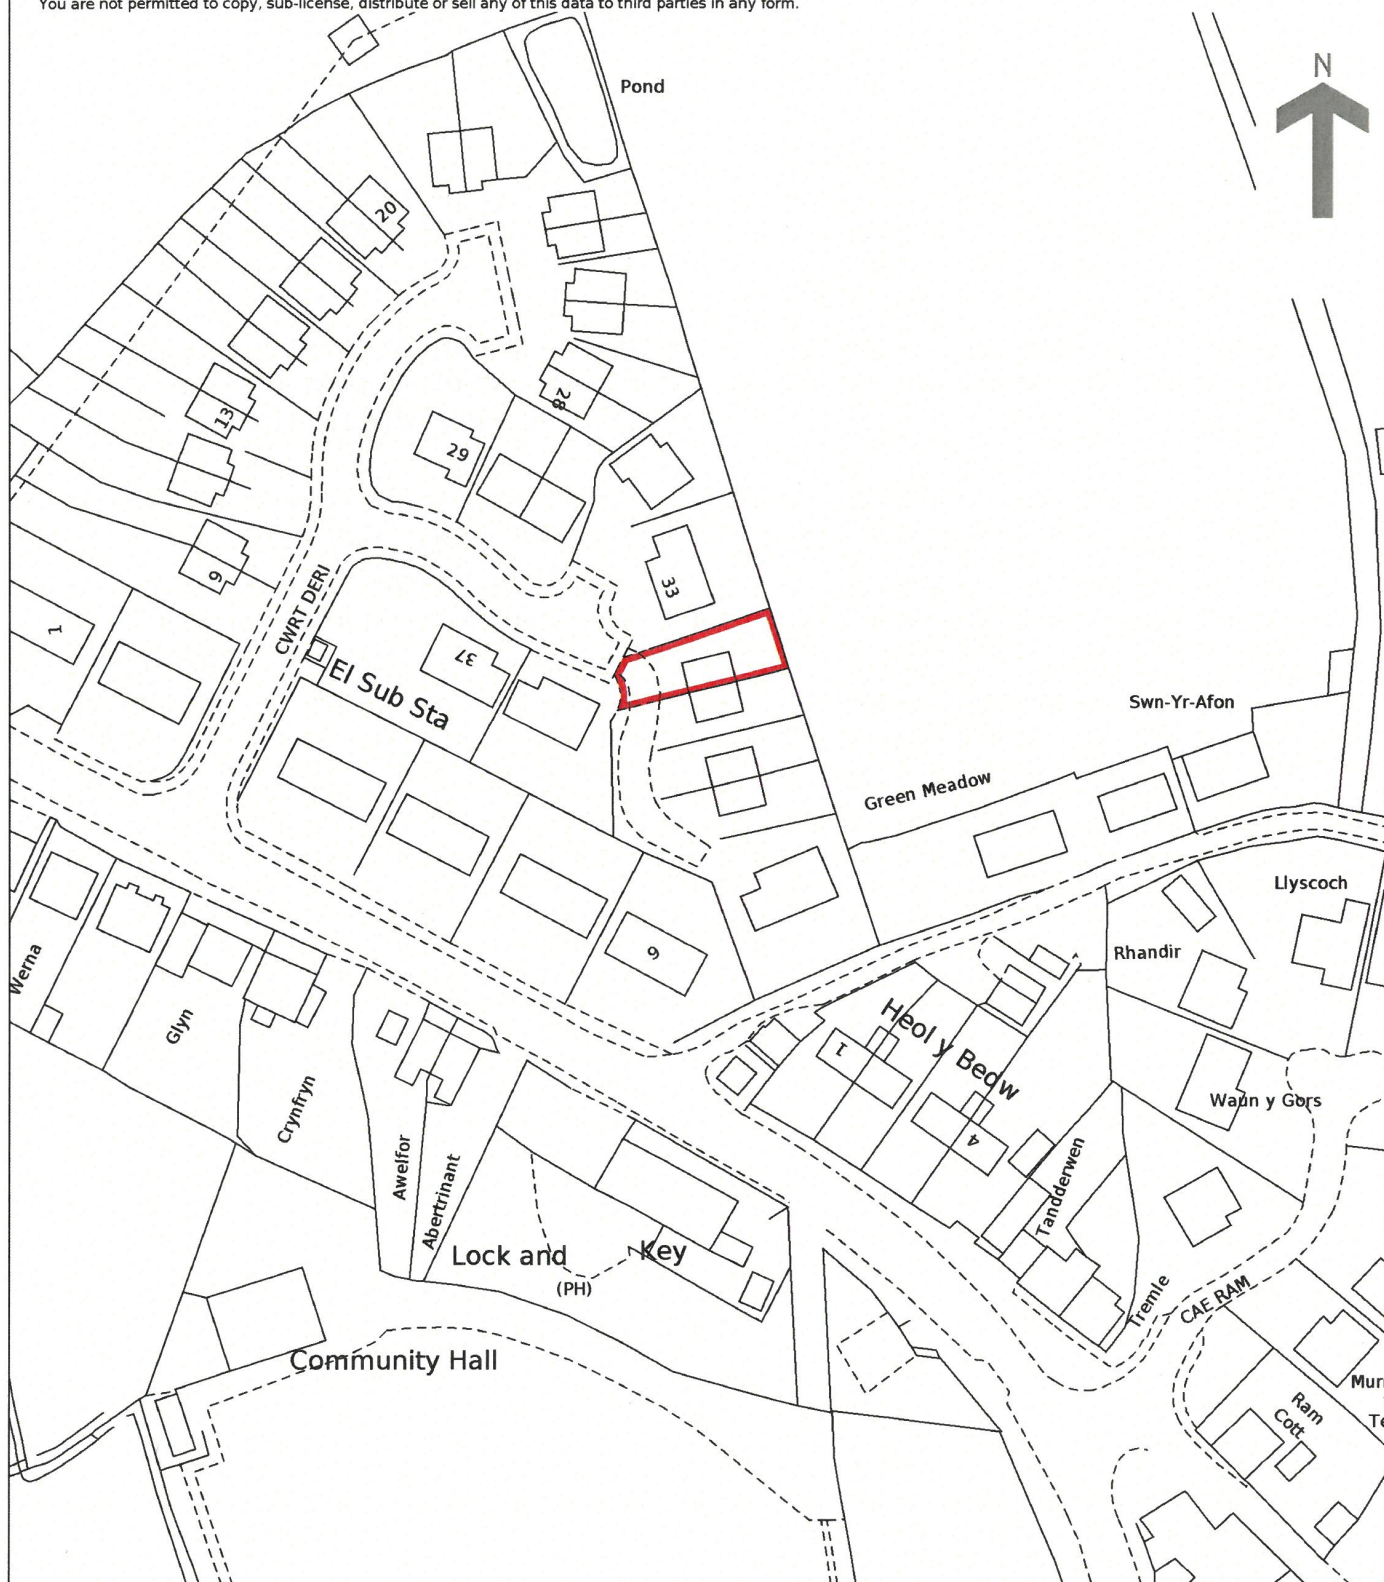 You are not permitted to copy, sub-license, distribute or sell any of this data to third parties in any form.
N
Pond
20
13
28
29
9
33
1
CWRT DERI
37
El Sub Sta
Swn-Yr-Afon
Green Meadow
Llyscoch
Rhandir
9
Werna
Glyn
Heol y Bedw
1
4
Crynfryn
Awelfor
Abertrinant
Waun y Gors
Tandderwen
Lock and Key
(PH)
Tremle
CAE RAM
Community Hall
Ram
Cott